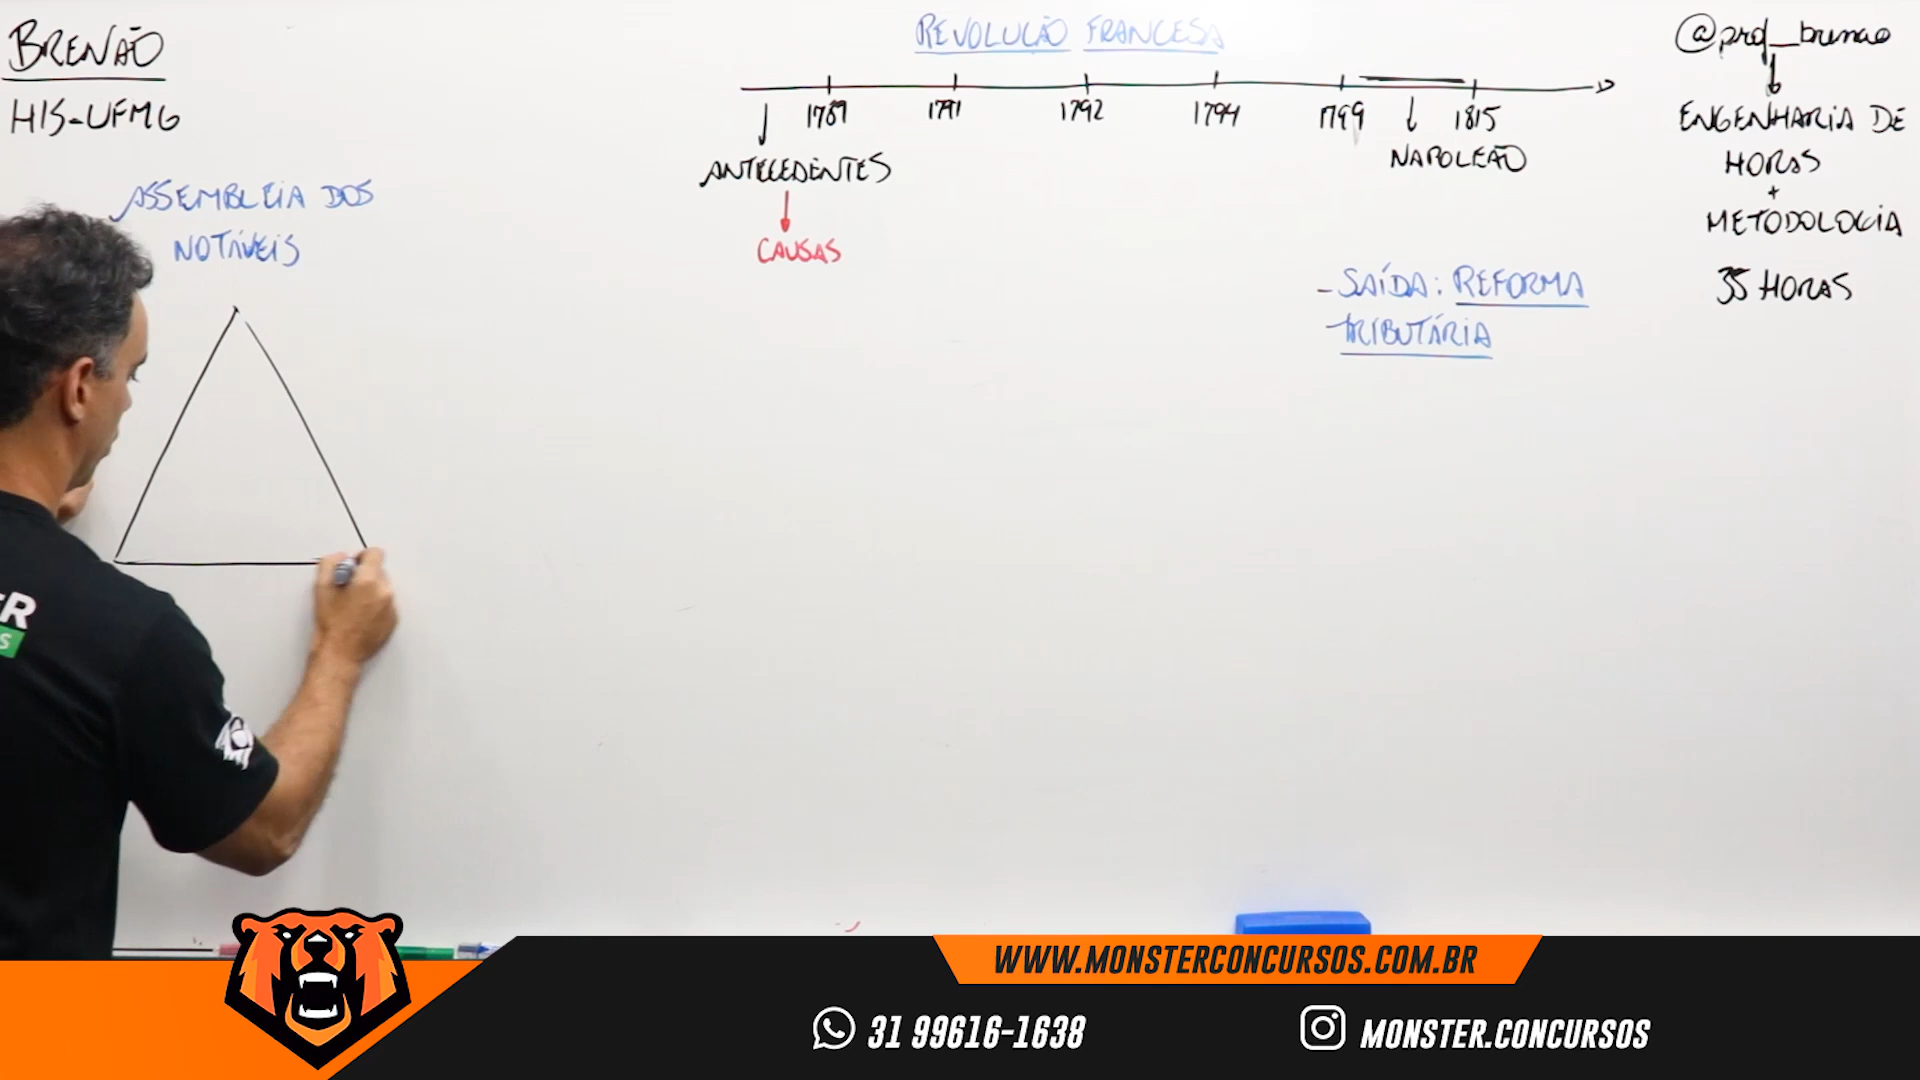 BRENÃO
HIS-UFMG
REVOLUÇÃO FRANCESA
1789 1791 1792 1794 1799 1815
ANTECEDENTES
CAUSAS
NAPOLEÃO
@prof_brenao
ENGENHARIA DE
HORAS
+
METODOLOGIA
35 HORAS
ASSEMBLEIA DOS
NOTÁVEIS
- SAÍDA: REFORMA
TRIBUTÁRIA
WWW.MONSTERCONCURSOS.COM.BR
31 99616-1638
MONSTER.CONCURSOS